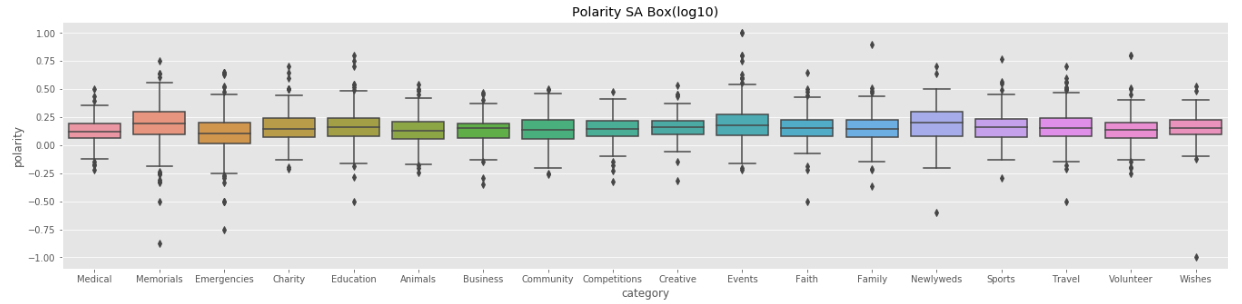 Polarity SA Box(log10)
1.00
0.75
0.50
0.25
0.00
−0.25
−0.50
−0.75
−1.00
polarity
Medical Memorials Emergencies Charity Education Animals Business Community Competitions Creative Events Faith Family Newlyweds Sports Travel Volunteer Wishes
category